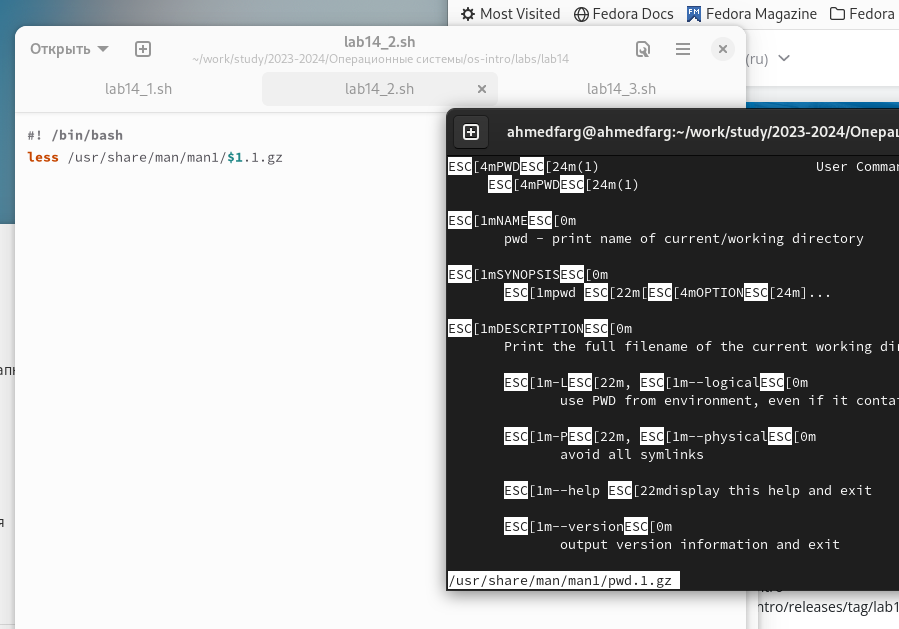 Most Visited Fedora Docs Fedora Magazine Fedora
(ru)
Открыть lab14_2.sh
~/work/study/2023-2024/Операционные системы/os-intro/labs/lab14
lab14_1.sh lab14_2.sh lab14_3.sh
#! /bin/bash
less /usr/share/man/man1/$1.1.gz
ahmedfarg@ahmedfarg:~/work/study/2023-2024/Операц
ESC[4mPWDESC[24m(1) User Comman
ESC[4mPWDESC[24m(1)
ESC[1mNAMEESC[0m
pwd - print name of current/working directory
ESC[1mSYNOPSISESC[0m
ESC[1mpwd ESC[22m[ESC[4mOPTIONESC[24m]...
ESC[1mDESCRIPTIONESC[0m
Print the full filename of the current working dir
ESC[1m-LESC[22m, ESC[1m--logicalESC[0m
use PWD from environment, even if it conta
ESC[1m-PESC[22m, ESC[1m--physicalESC[0m
avoid all symlinks
ESC[1m--help ESC[22mdisplay this help and exit
ESC[1m--versionESC[0m
output version information and exit
/usr/share/man/man1/pwd.1.gz
ntro/releases/tag/lab1